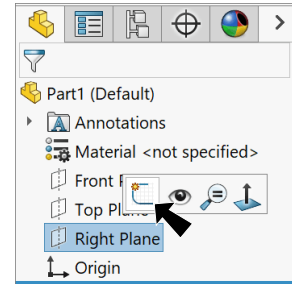 Part1 (Default)
Annotations
Material <not specified>
Front
Top Plane
Right Plane
Origin